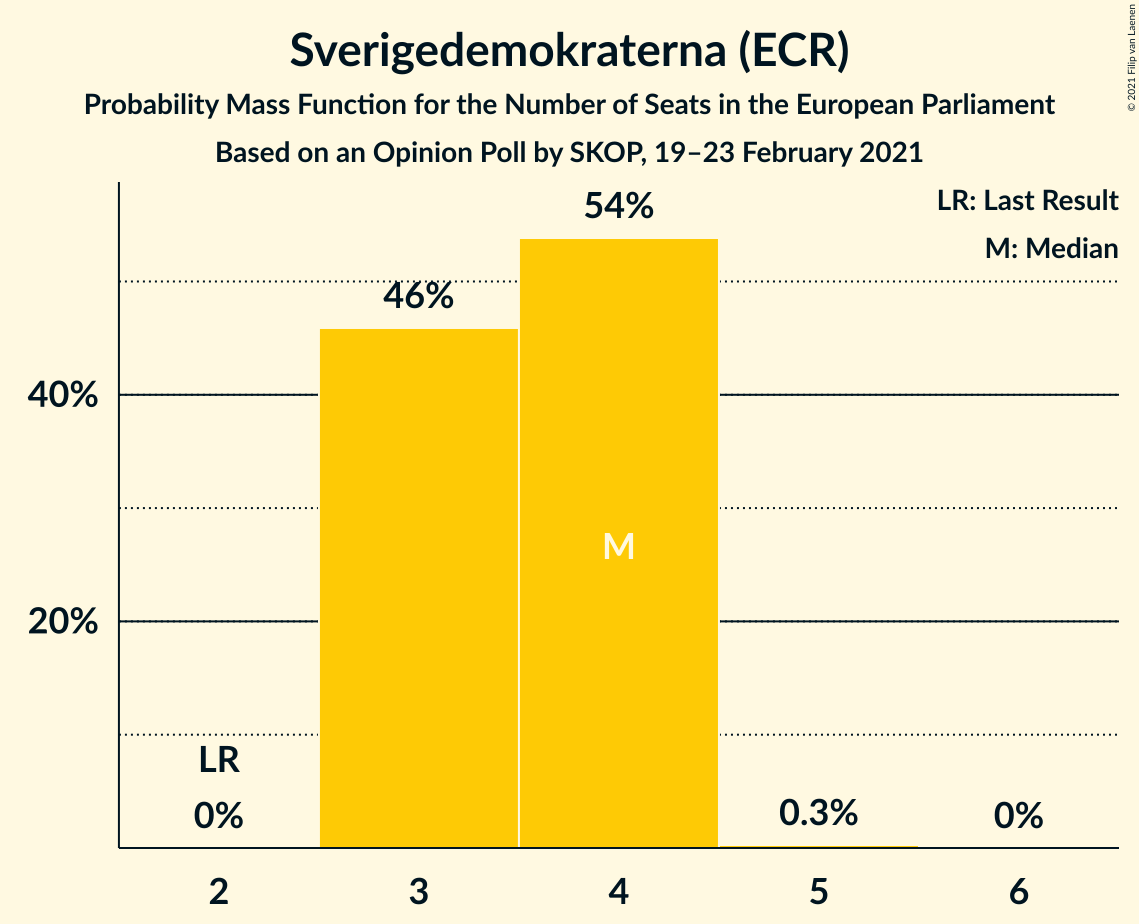 Sverigedemokraterna (ECR)
Probability Mass Function for the Number of Seats in the European Parliament
Based on an Opinion Poll by SKOP, 19–23 February 2021
© 2021 Filip van Laenen
LR: Last Result
M: Median
54%
46%
40%
M
20%
LR
0%
0.3%
0%
2 3 4 5 6